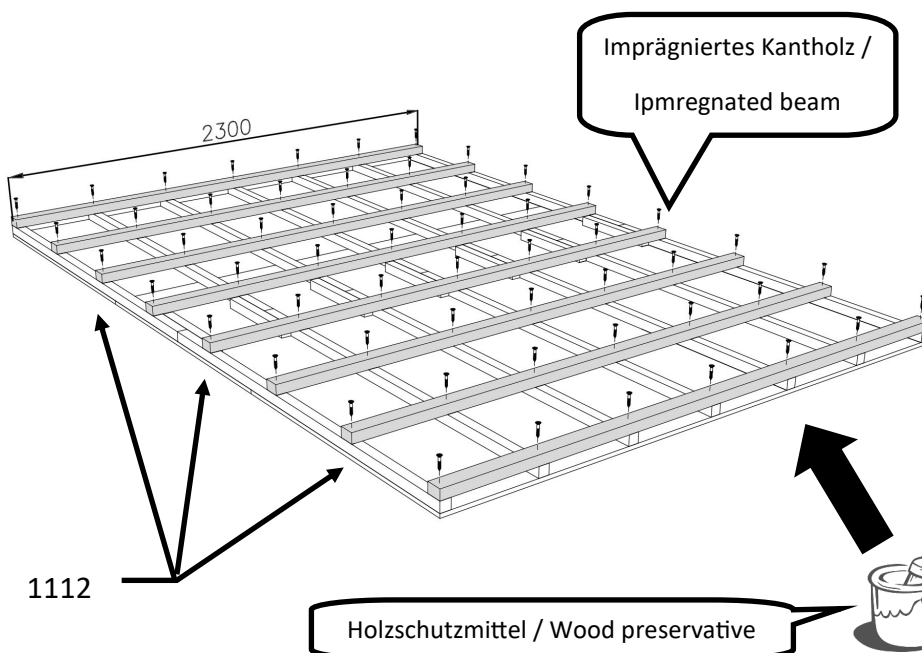 Imprägniertes Kantholz /
Ipmregnated beam
2300
1112
Holzschutzmittel / Wood preservative